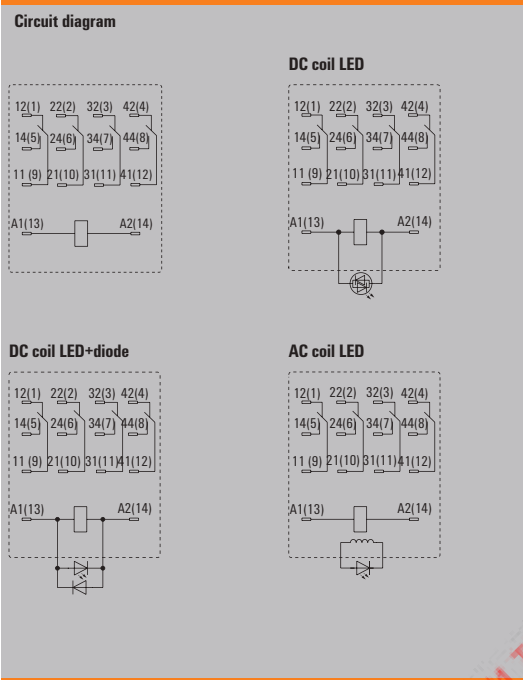 Circuit diagram
12(1) 22(2) 32(3) 42(4)
14(5) 24(6) 34(7) 44(8)
11 (9) 21(10) 31(11) 41(12)
A1(13) A2(14)
DC coil LED
12(1) 22(2) 32(3) 42(4)
14(5) 24(6) 34(7) 44(8)
11 (9) 21(10) 31(11) 41(12)
A1(13) A2(14)
DC coil LED+diode
12(1) 22(2) 32(3) 42(4)
14(5) 24(6) 34(7) 44(8)
11 (9) 21(10) 31(11) 41(12)
A1(13) A2(14)
AC coil LED
12(1) 22(2) 32(3) 42(4)
14(5) 24(6) 34(7) 44(8)
11 (9) 21(10) 31(11) 41(12)
A1(13) A2(14)